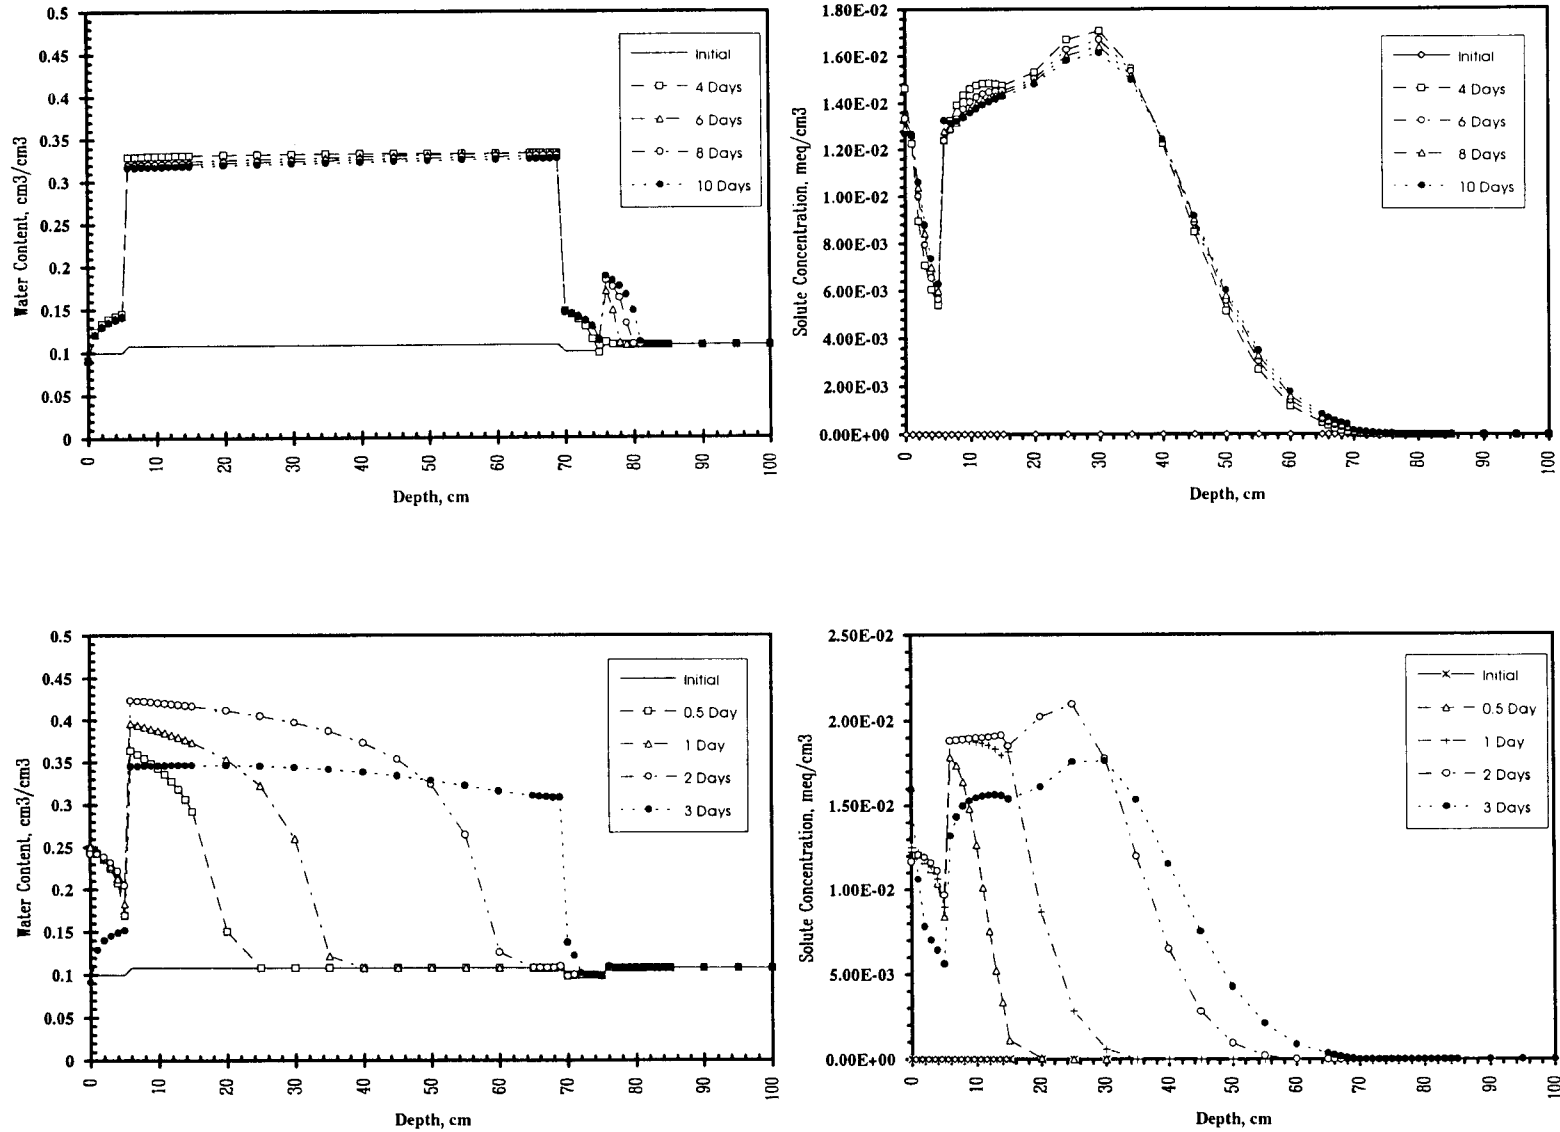 0.5
0.45
0.4
0.35
0.3
0.25
0.2
0.15
0.1
0.05
0
Water Content, cm3/cm3
0 10 20 30 40 50 60 70 80 90 100
Depth, cm
Initial
4 Days
6 Days
8 Days
10 Days
1.80E-02
1.60E-02
1.40E-02
1.20E-02
1.00E-02
8.00E-03
6.00E-03
4.00E-03
2.00E-03
0.00E+00
Solute Concentration, meq/cm3
0 10 20 30 40 50 60 70 80 90 100
Depth, cm
Initial
4 Days
6 Days
8 Days
10 Days
0.5
0.45
0.4
0.35
0.3
0.25
0.2
0.15
0.1
0.05
0
Water Content, cm3/cm3
0 10 20 30 40 50 60 70 80 90 100
Depth, cm
Initial
0.5 Day
1 Day
2 Days
3 Days
2.50E-02
2.00E-02
1.50E-02
1.00E-02
5.00E-03
0.00E+00
Solute Concentration, meq/cm3
0 10 20 30 40 50 60 70 80 90 100
Depth, cm
Initial
0.5 Day
1 Day
2 Days
3 Days